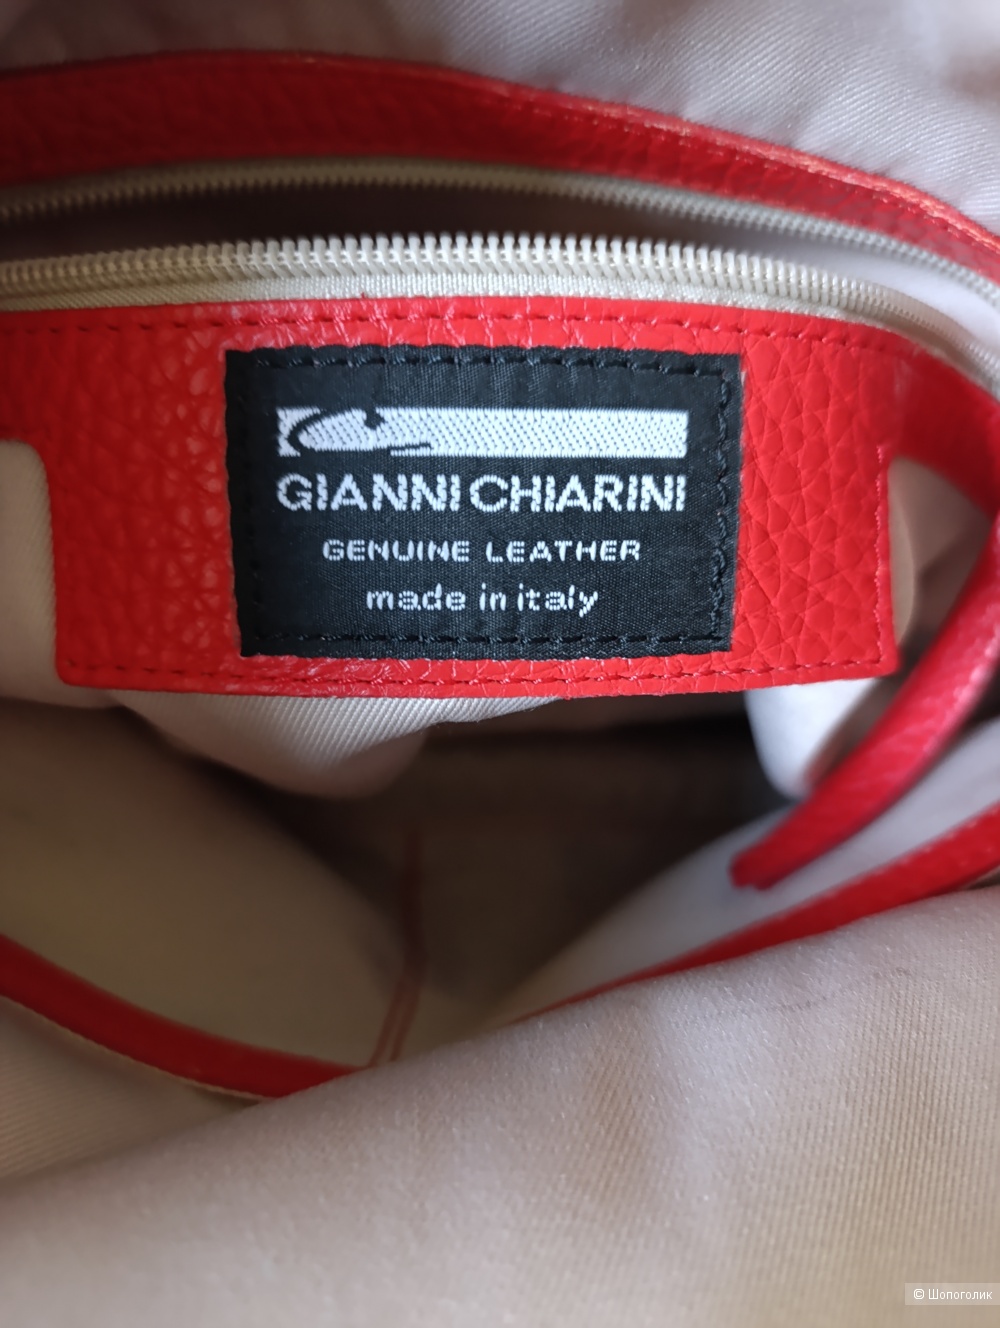 GIANNI CHIARINI
GENUINE LEATHER
made in italy
© Шопоголик